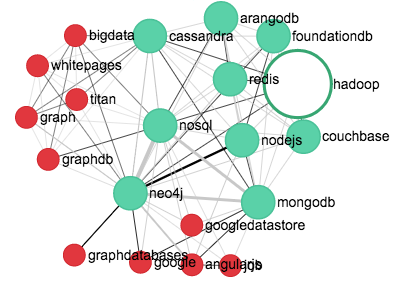 arangodb
bigdata
cassandra
foundationdb
whitepages
redis
hadoop
titan
graph
nosql
couchbase
nodejs
graphdb
neo4j
mongodb
googledatastore
graphdatabases
google
angularjs